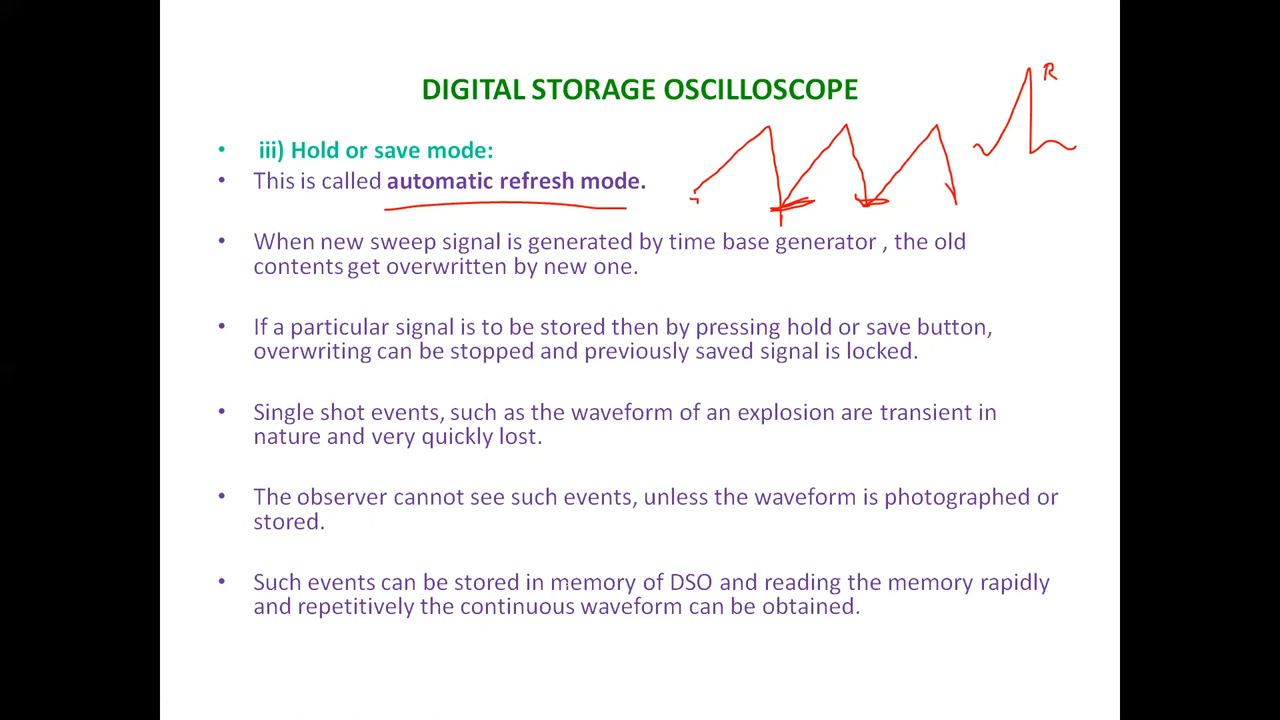 DIGITAL STORAGE OSCILLOSCOPE
R
• iii) Hold or save mode:
• This is called automatic refresh mode.
• When new sweep signal is generated by time base generator , the old
contents get overwritten by new one.
• If a particular signal is to be stored then by pressing hold or save button,
overwriting can be stopped and previously saved signal is locked.
• Single shot events, such as the waveform of an explosion are transient in
nature and very quickly lost.
• The observer cannot see such events, unless the waveform is photographed or
stored.
• Such events can be stored in memory of DSO and reading the memory rapidly
and repetitively the continuous waveform can be obtained.